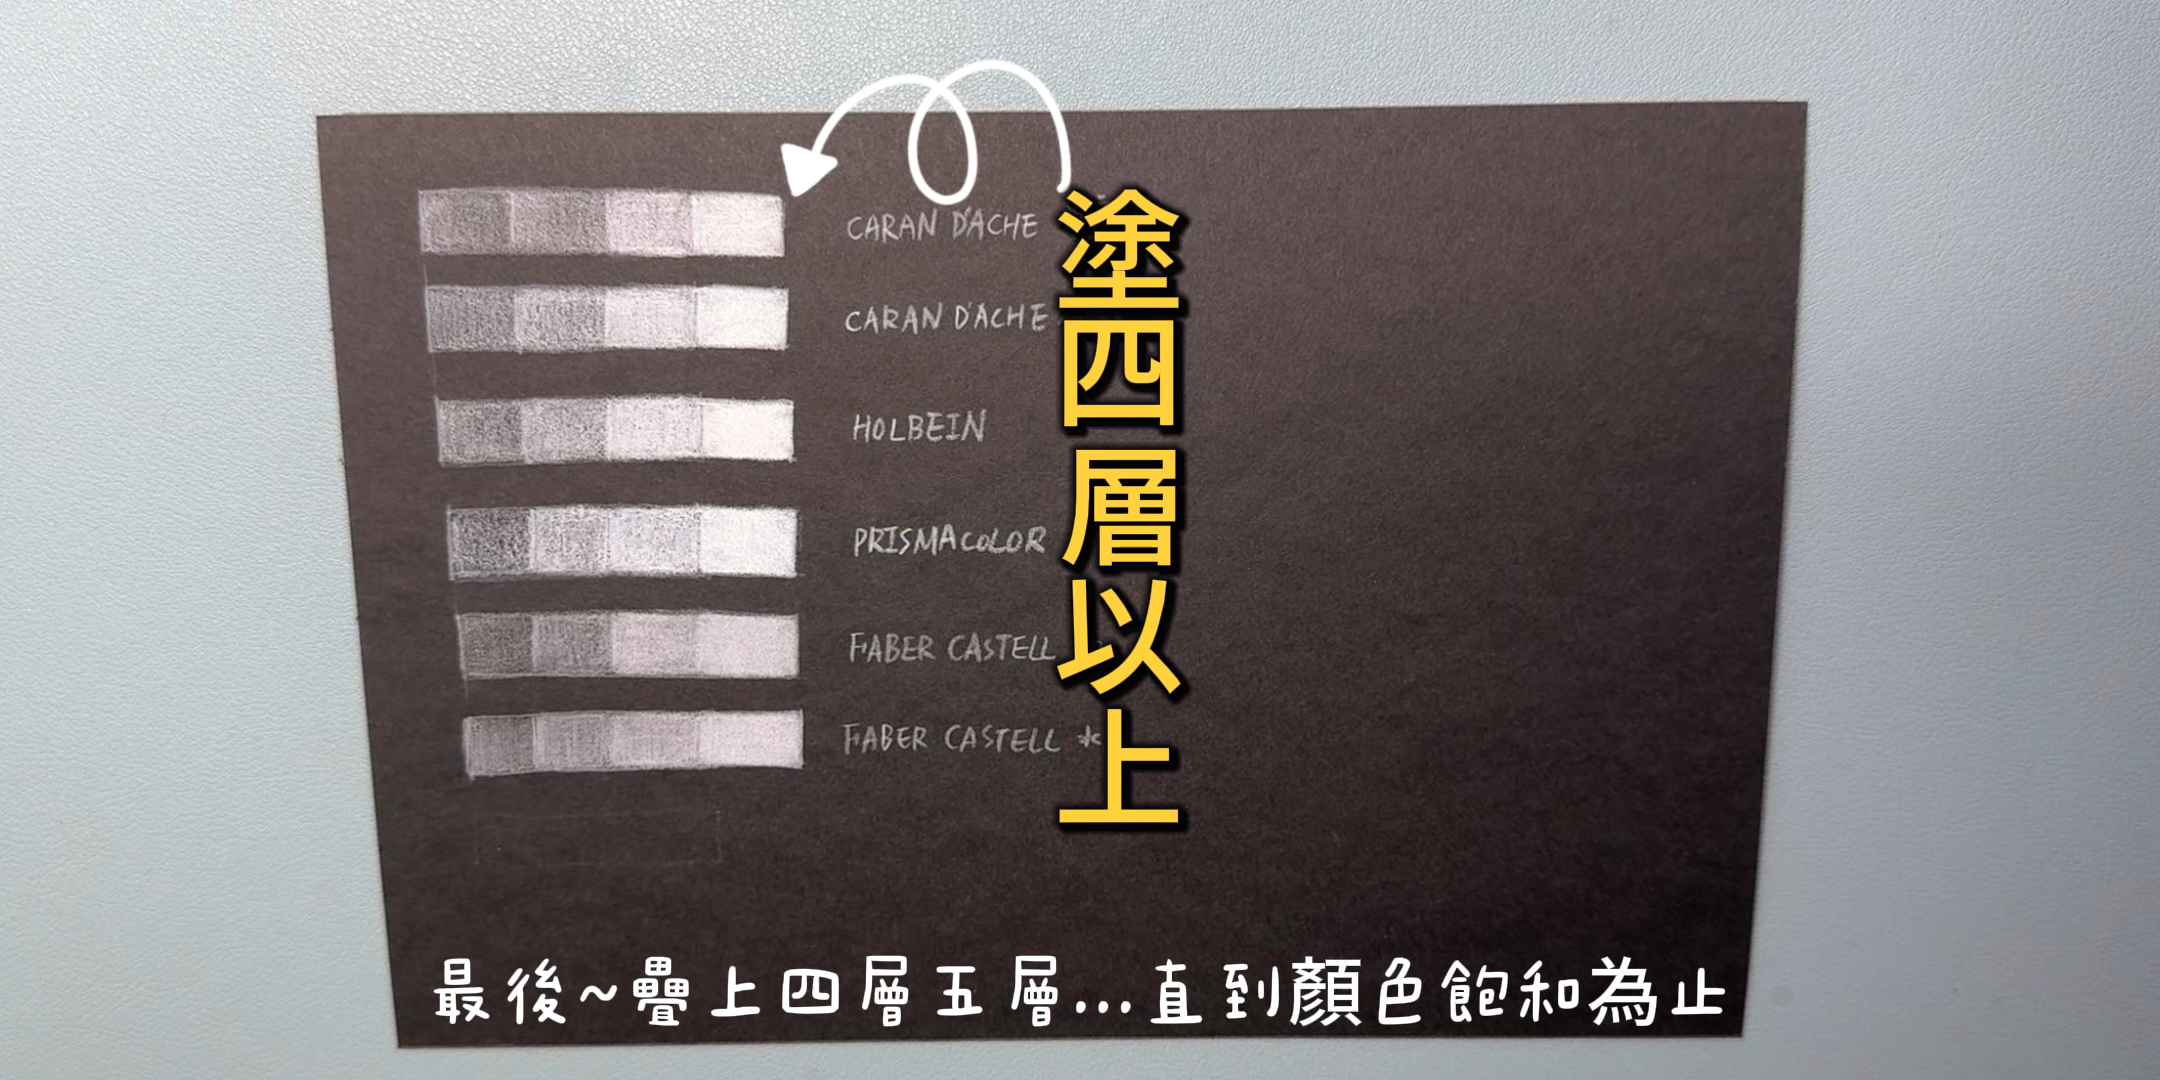 CARAN D'ACHE
CARAN D'ACHE
HOLBEIN
PRISMACOLOR
FABER CASTELL
FABER CASTELL *
塗四層以上
最後~疊上四層五層...直到顏色飽和為止